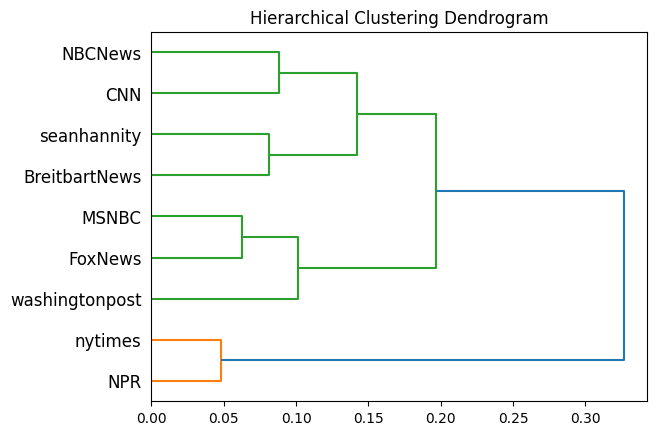 Hierarchical Clustering Dendrogram
NBCNews
CNN
seanhannity
BreitbartNews
MSNBC
FoxNews
washingtonpost
nytimes
NPR
0.00 0.05 0.10 0.15 0.20 0.25 0.30